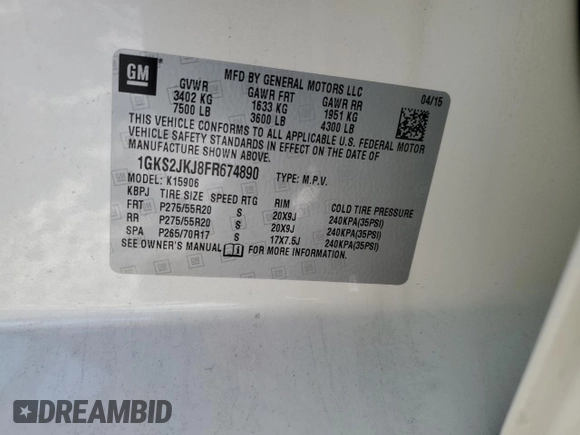 GM
MFD BY GENERAL MOTORS LLC
04/15
GVWR GAWR FRT GAWR RR
3402 KG 1633 KG 1951 KG
7500 LB 3600 LB 4300 LB
THIS VEHICLE CONFORMS TO ALL APPLICABLE U.S. FEDERAL MOTOR
VEHICLE SAFETY STANDARDS IN EFFECT ON THE DATE OF
MANUFACTURE SHOWN ABOVE.
1GKS2JKJ8FR674890 TYPE: M.P.V.
MODEL: K15906
KBPJ TIRE SIZE SPEED RTG RIM COLD TIRE PRESSURE
FRT P275/55R20 S 20X9J 240KPA(35PSI)
RR P275/55R20 S 20X9J 240KPA(35PSI)
SPA P265/70R17 S 17X7.5J 240KPA(35PSI)
SEE OWNER'S MANUAL FOR MORE INFORMATION
DREAMBID